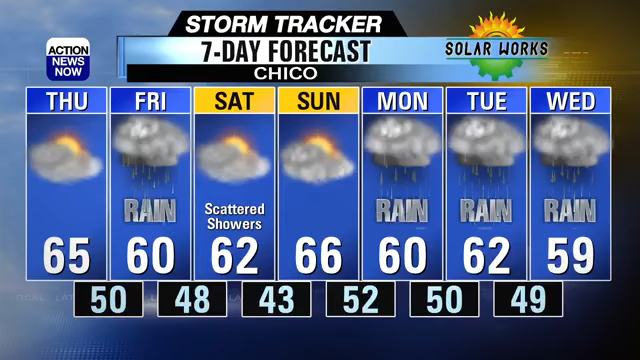 STORM TRACKER
ACTION
NEWS
NOW
7-DAY FORECAST
SOLAR WORKS
CHICO
THU FRI SAT SUN MON TUE WED
RAIN RAIN RAIN RAIN
Scattered
Showers
65 60 62 66 60 62 59
50 48 43 52 50 49